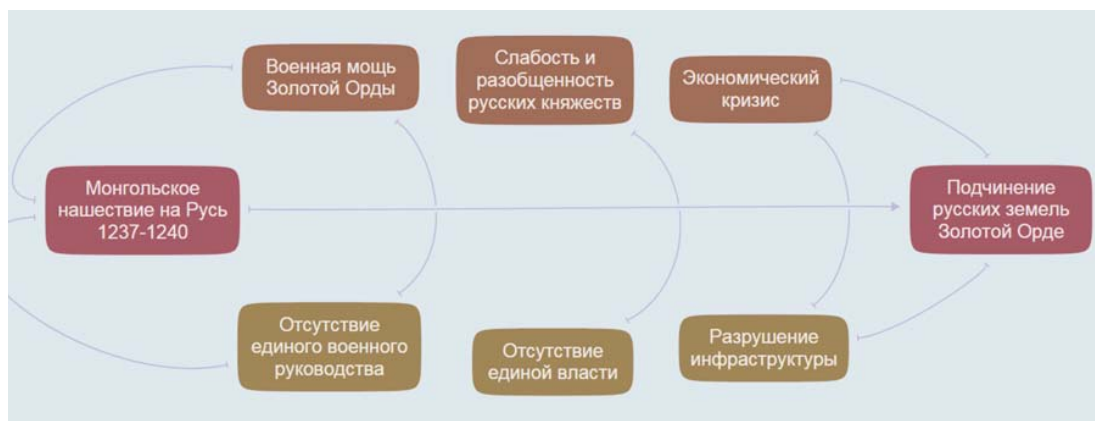 Военная мощь
Золотой Орды
Слабость и
разобщенность
русских княжеств
Экономический
кризис
Монгольское
нашествие на Русь
1237-1240
Подчинение
русских земель
Золотой Орде
Отсутствие
единого военного
руководства
Отсутствие
единой власти
Разрушение
инфраструктуры